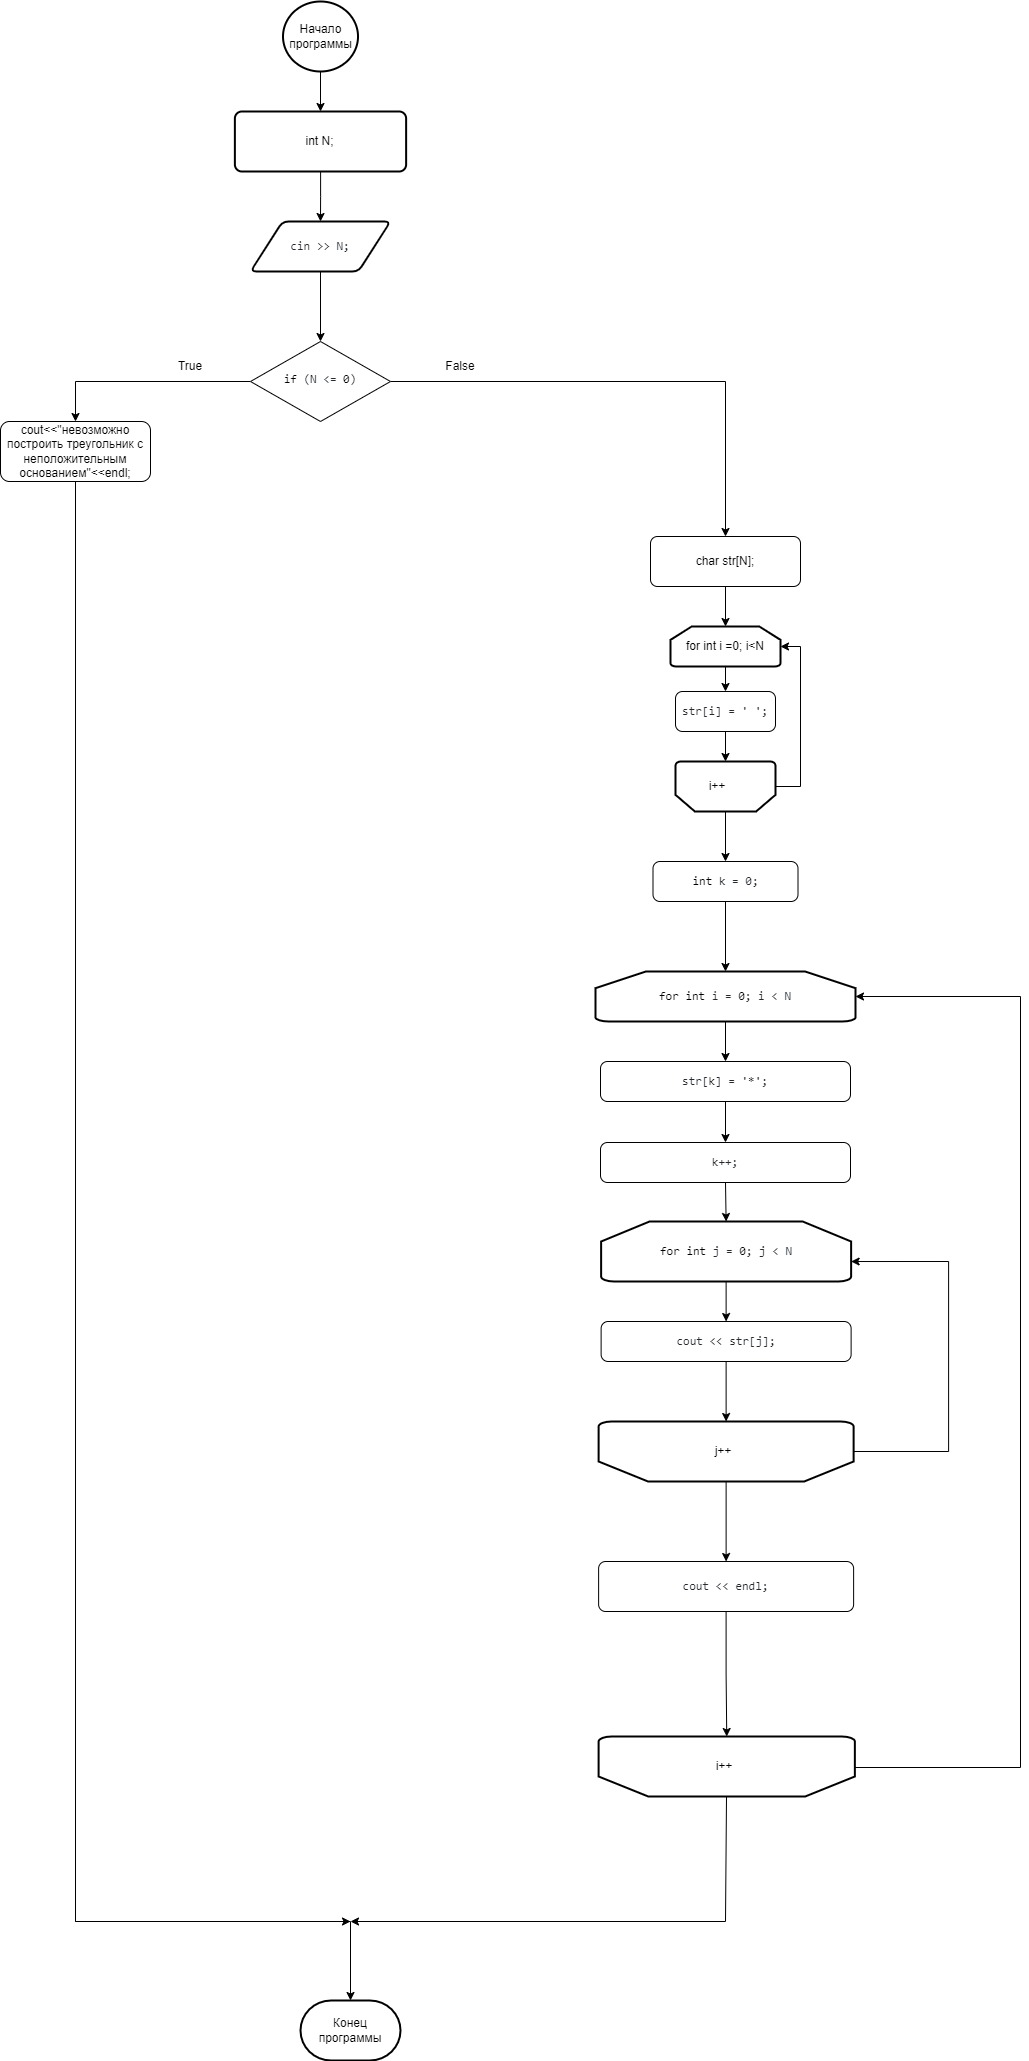 Начало
программы
int N;
cin >> N;
True
False
if (N <= 0)
cout<<"невозможно
построить треугольник с
неположительным
основанием"<<endl;
char str[N];
for int i =0; i<N
str[i] = ' ';
i++
int k = 0;
for int i = 0; i < N
str[k] = '*';
k++;
for int j = 0; j < N
cout << str[j];
j++
cout << endl;
i++
Конец
программы